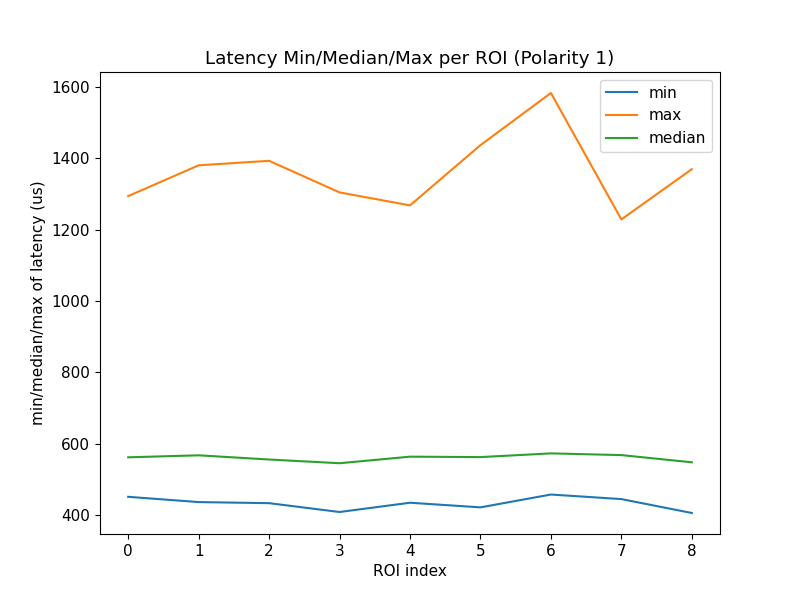 Latency Min/Median/Max per ROI (Polarity 1)
min
max
median
min/median/max of latency (us)
1600
1400
1200
1000
800
600
400
0 1 2 3 4 5 6 7 8
ROI index